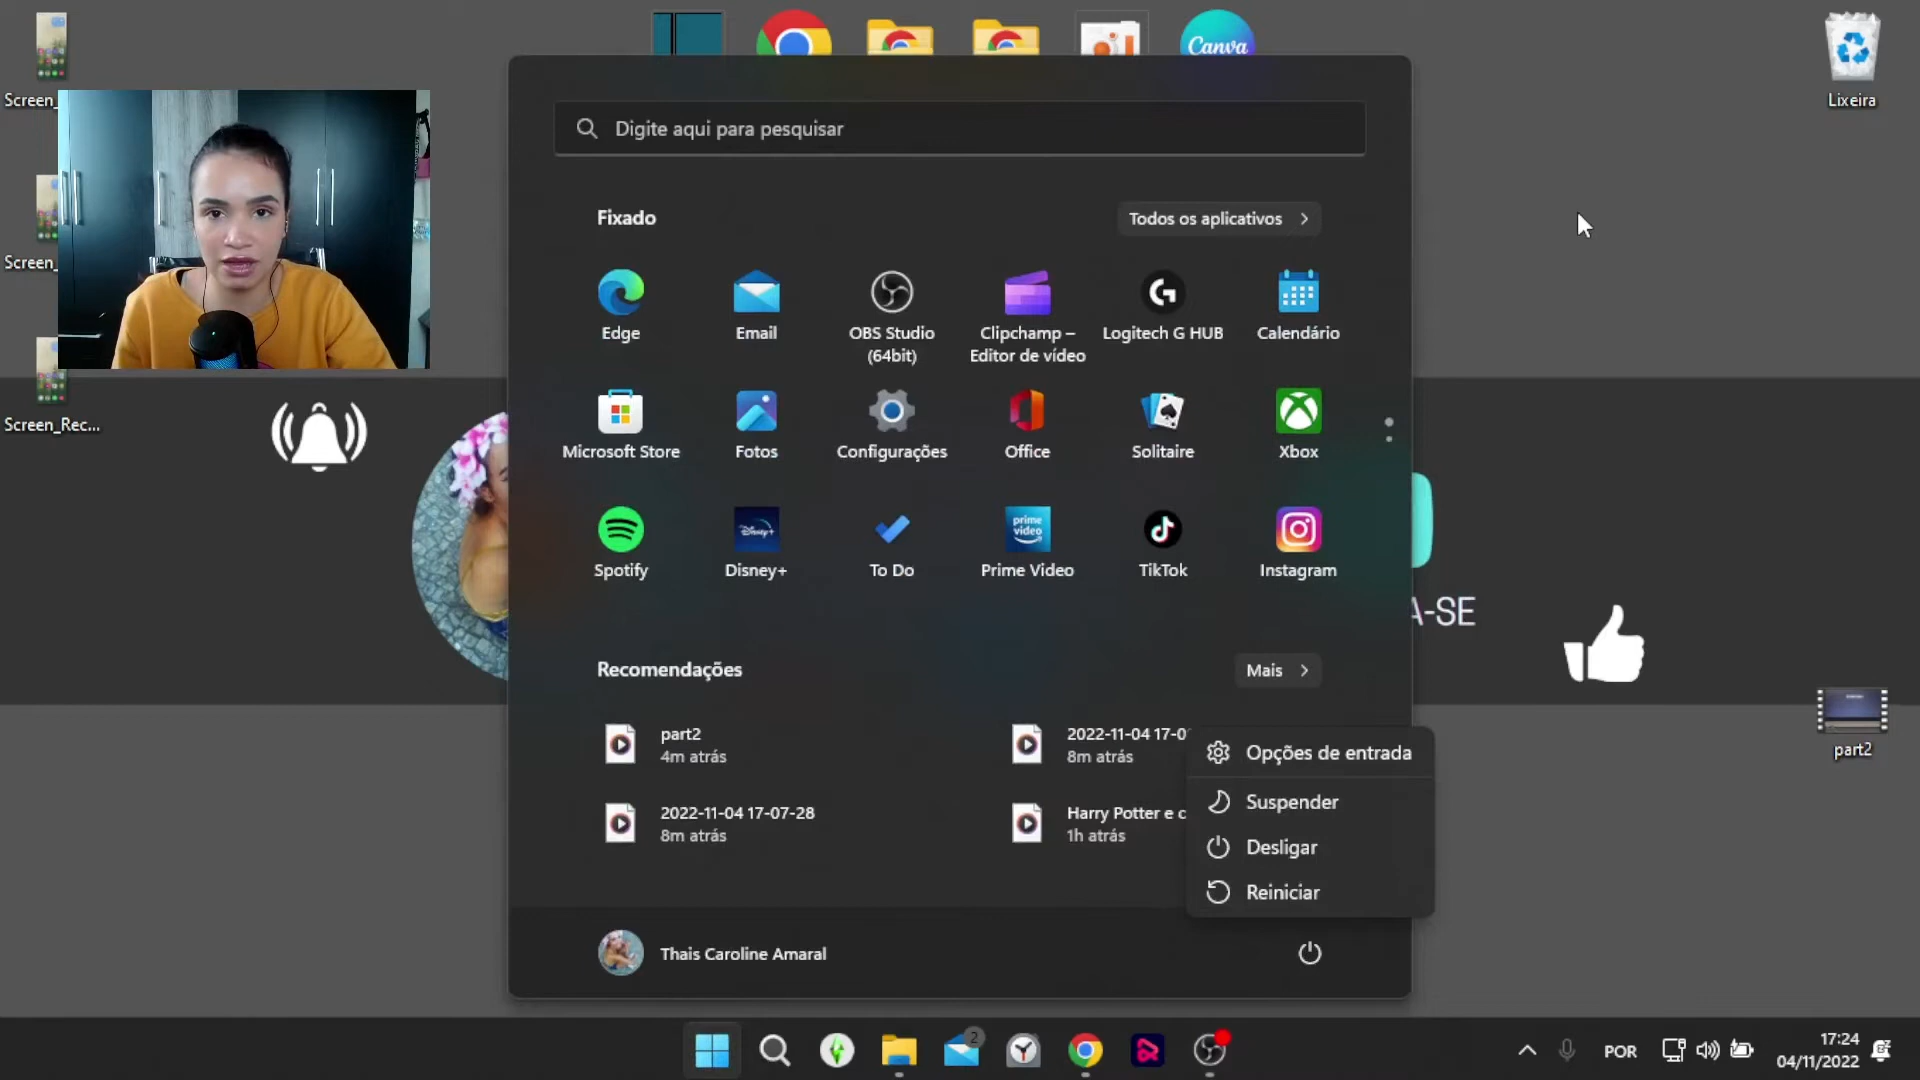 Canva
Lixeira
Screen_
Screen_
Screen_Rec...
Digite aqui para pesquisar
Fixado
Todos os aplicativos
Edge
Email
OBS Studio
(64bit)
Clipchamp –
Editor de vídeo
Logitech G HUB
Calendário
Microsoft Store
Fotos
Configurações
Office
Solitaire
Xbox
Disney+
prime
video
Spotify
Disney+
To Do
Prime Video
TikTok
Instagram
A-SE
Recomendações
Mais
part2
4m atrás
2022-11-04 17-0
8m atrás
2022-11-04 17-07-28
8m atrás
Harry Potter e c
1h atrás
Opções de entrada
Suspender
Desligar
Reiniciar
part2
Thais Caroline Amaral
2
POR
17:24
04/11/2022